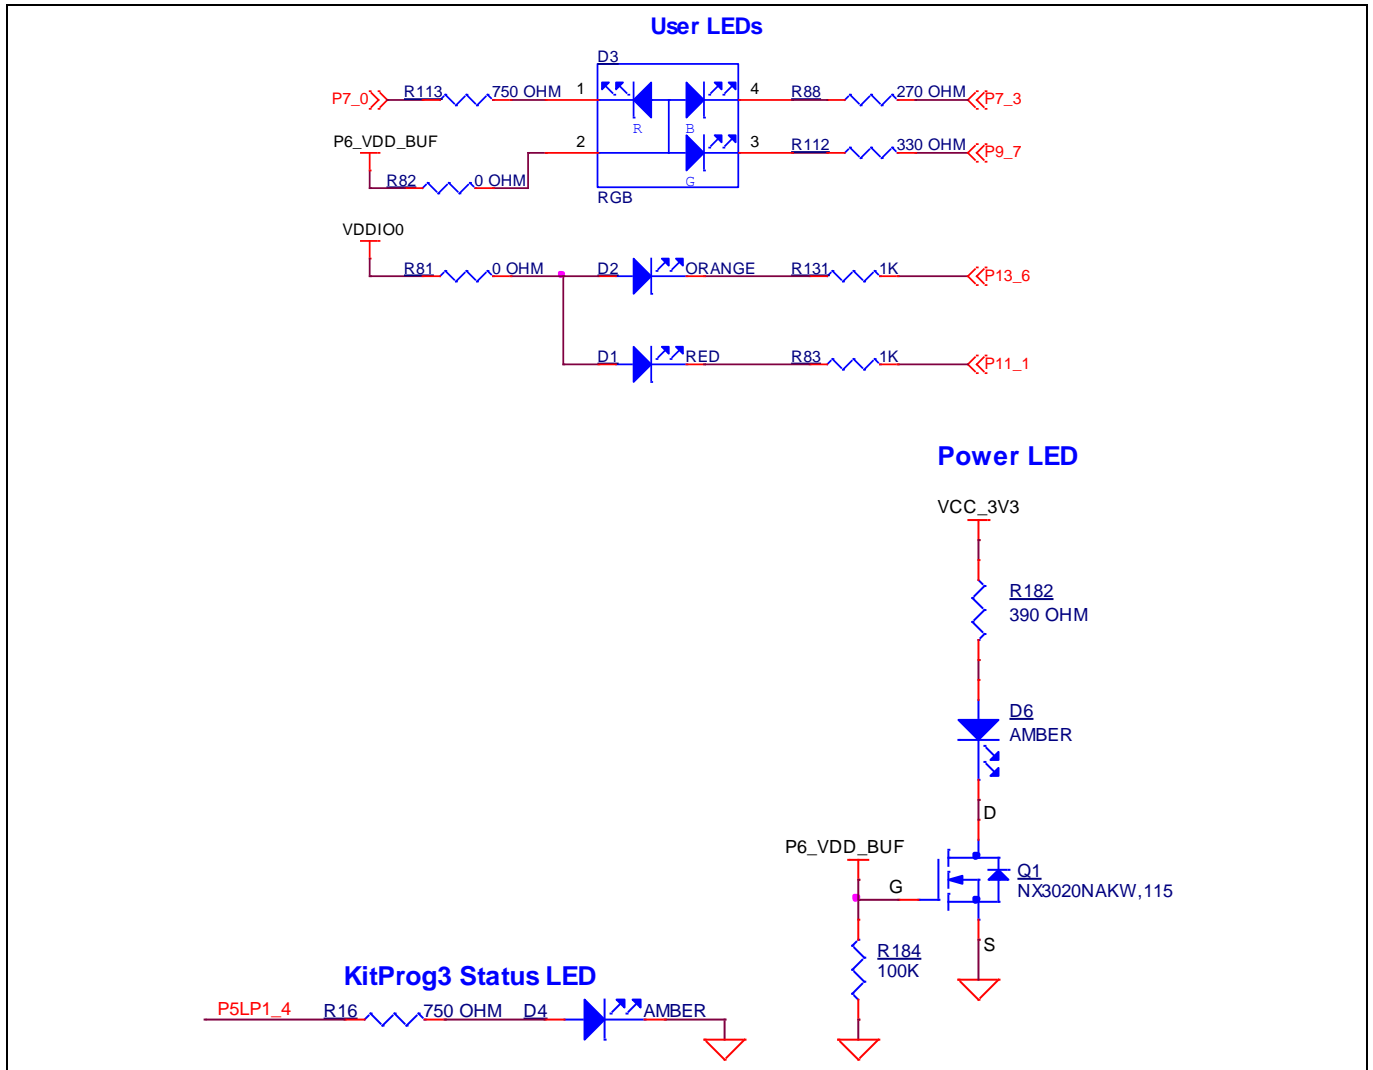 User LEDs
D3
P7_0 R113 750 OHM 1 4 R88 270 OHM P7_3
R B
P6_VDD_BUF 2 3 R112 330 OHM P9_7
R82 0 OHM G
RGB
VDDIO0
R81 0 OHM D2 ORANGE R131 1K P13_6
D1 RED R83 1K P11_1
Power LED
VCC_3V3
R182
390 OHM
D6
AMBER
D
P6_VDD_BUF
G
Q1
NX3020NAKW,115
S
R184
100K
KitProg3 Status LED
P5LP1_4 R16 750 OHM D4 AMBER